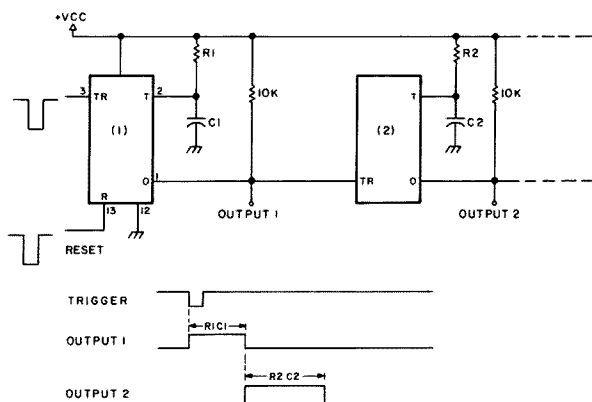 +VCC
R1
R2
3
TR
2
T
10K
T
10K
(1)
C1
(2)
C2
O
1
TR
O
R
13
12
OUTPUT 1
OUTPUT 2
RESET
TRIGGER
R1C1
OUTPUT 1
R2 C2
OUTPUT 2